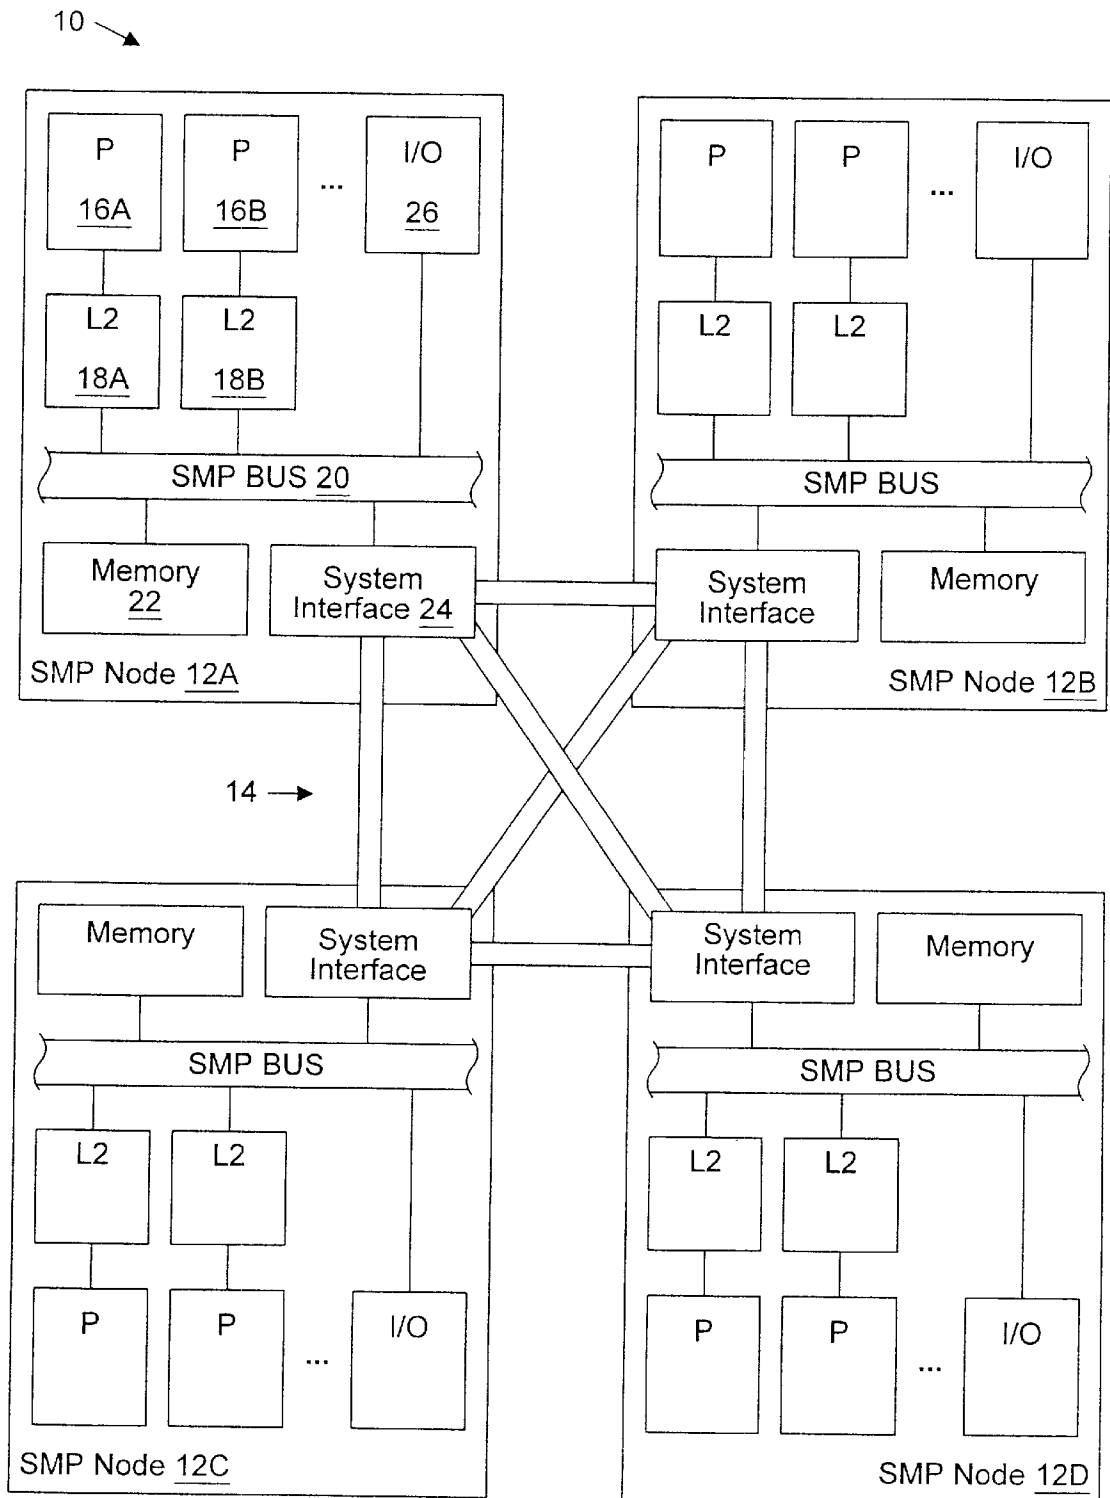 10
P
16A
P
16B
...
I/O
26
L2
18A
L2
18B
SMP BUS 20
Memory
22
System
Interface 24
SMP Node 12A
P
P
...
I/O
L2
L2
SMP BUS
System
Interface
Memory
SMP Node 12B
14
Memory
System
Interface
SMP BUS
L2
L2
P
P
...
I/O
SMP Node 12C
System
Interface
Memory
SMP BUS
L2
L2
P
P
...
I/O
SMP Node 12D